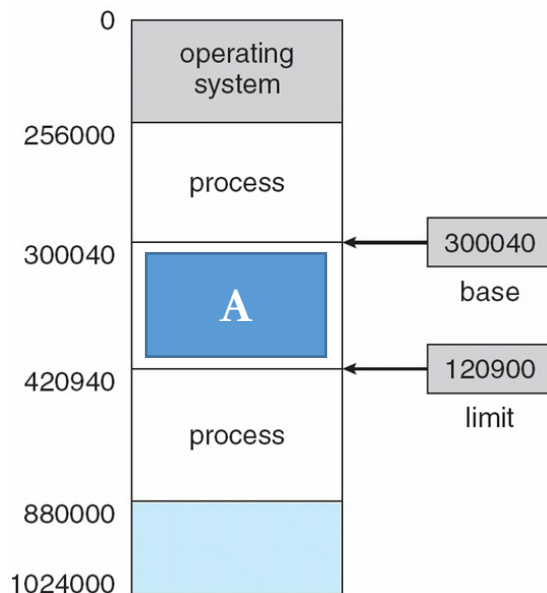 0
operating
system
256000
process
300040
300040
base
A
120900
420940
limit
process
880000
1024000